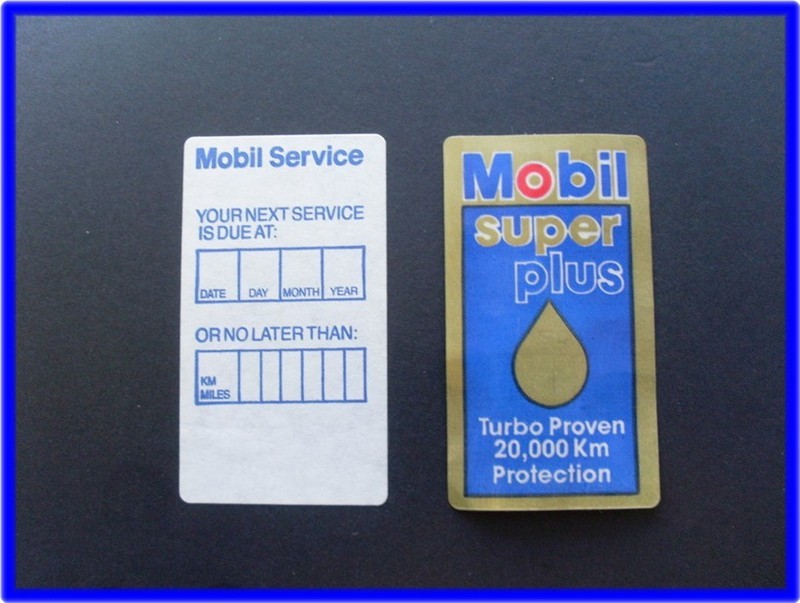 Mobil Service
YOUR NEXT SERVICE
IS DUE AT:
DATE DAY MONTH YEAR
OR NO LATER THAN:
KM
MILES
Mobil
super
plus
Turbo Proven
20,000 Km
Protection